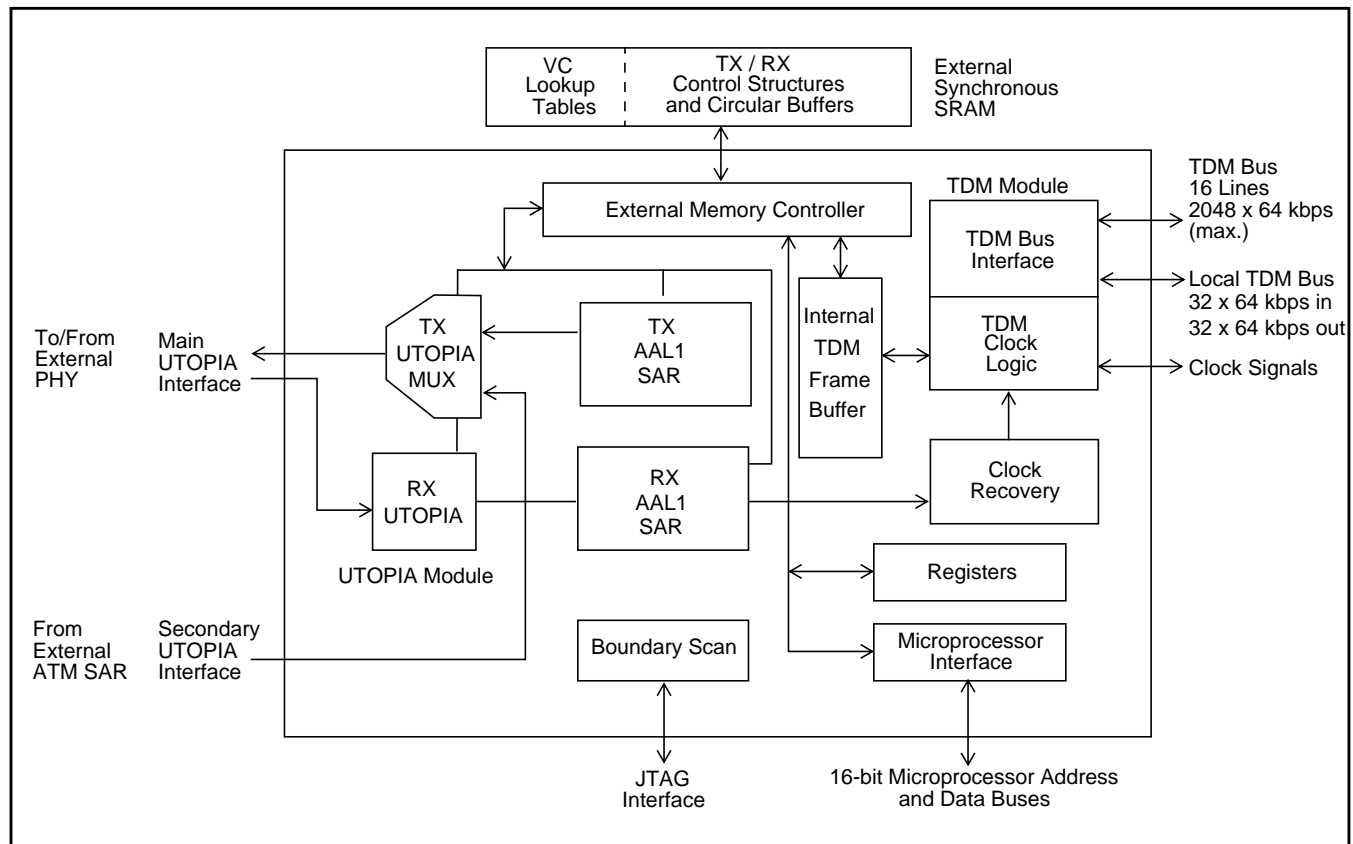 VC
Lookup
Tables
TX / RX
Control Structures
and Circular Buffers
External
Synchronous
SRAM
External Memory Controller
TDM Module
TDM Bus
Interface
TDM
Clock
Logic
TDM Bus
16 Lines
2048 x 64 kbps
(max.)
Local TDM Bus
32 x 64 kbps in
32 x 64 kbps out
Clock Signals
To/From
External
PHY
Main
UTOPIA
Interface
TX
UTOPIA
MUX
TX
AAL1
SAR
Internal
TDM
Frame
Buffer
RX
UTOPIA
UTOPIA Module
RX
AAL1
SAR
Clock
Recovery
Registers
From
External
ATM SAR
Secondary
UTOPIA
Interface
Boundary Scan
Microprocessor
Interface
JTAG
Interface
16-bit Microprocessor Address
and Data Buses